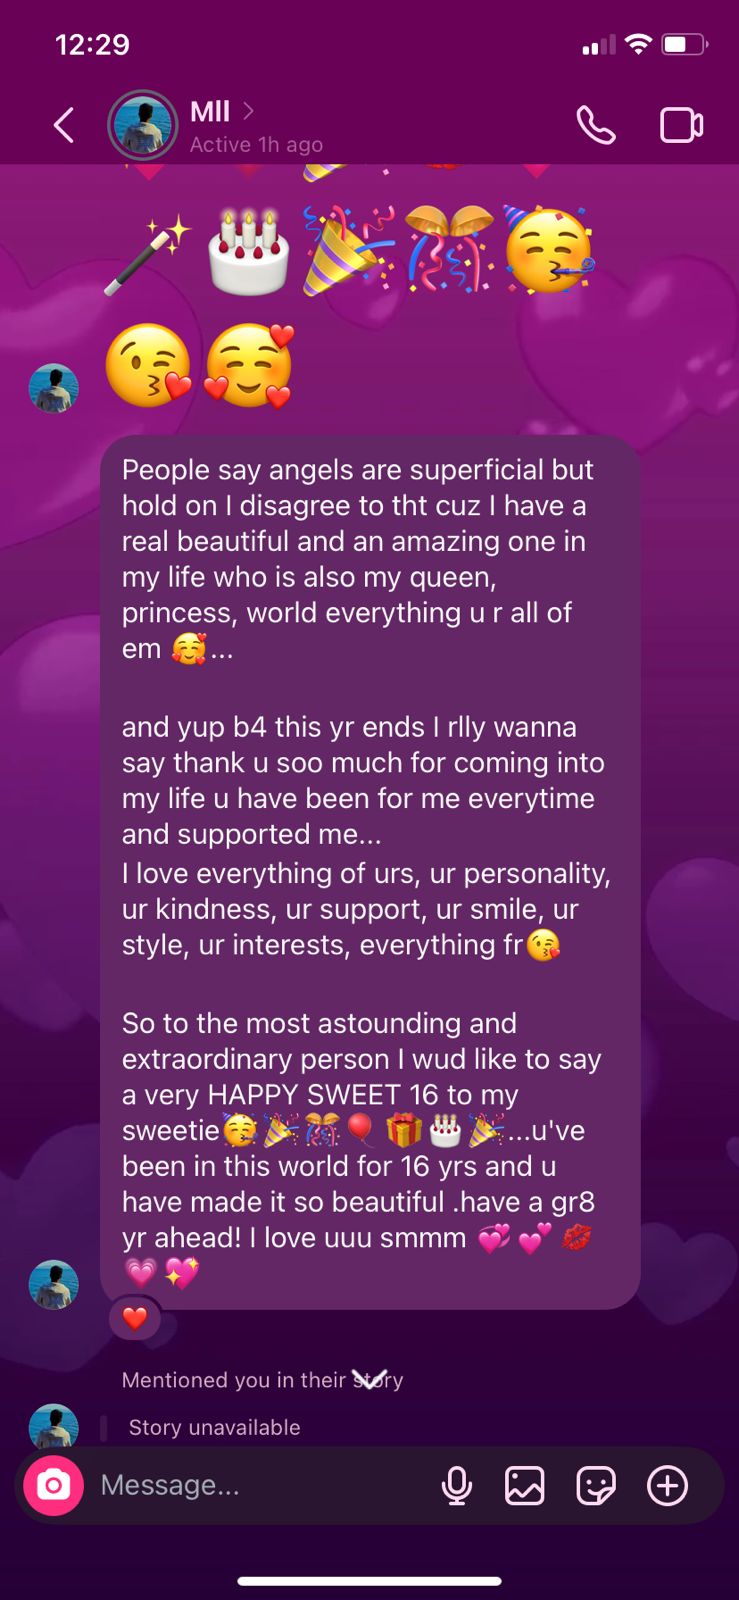 12:29
Mll
Active 1h ago
People say angels are superficial but
hold on I disagree to tht cuz I have a
real beautiful and an amazing one in
my life who is also my queen,
princess, world everything u r all of
em 🥰...
and yup b4 this yr ends I rlly wanna
say thank u soo much for coming into
my life u have been for me everytime
and supported me...
I love everything of urs, ur personality,
ur kindness, ur support, ur smile, ur
style, ur interests, everything fr😘
So to the most astounding and
extraordinary person I wud like to say
a very HAPPY SWEET 16 to my
sweetie🥳🎉🎊🎈🎁🎂🎉...u've
been in this world for 16 yrs and u
have made it so beautiful .have a gr8
yr ahead! I love uuu smmm 💞💕💋
💗💖
Mentioned you in their story
Story unavailable
Message...